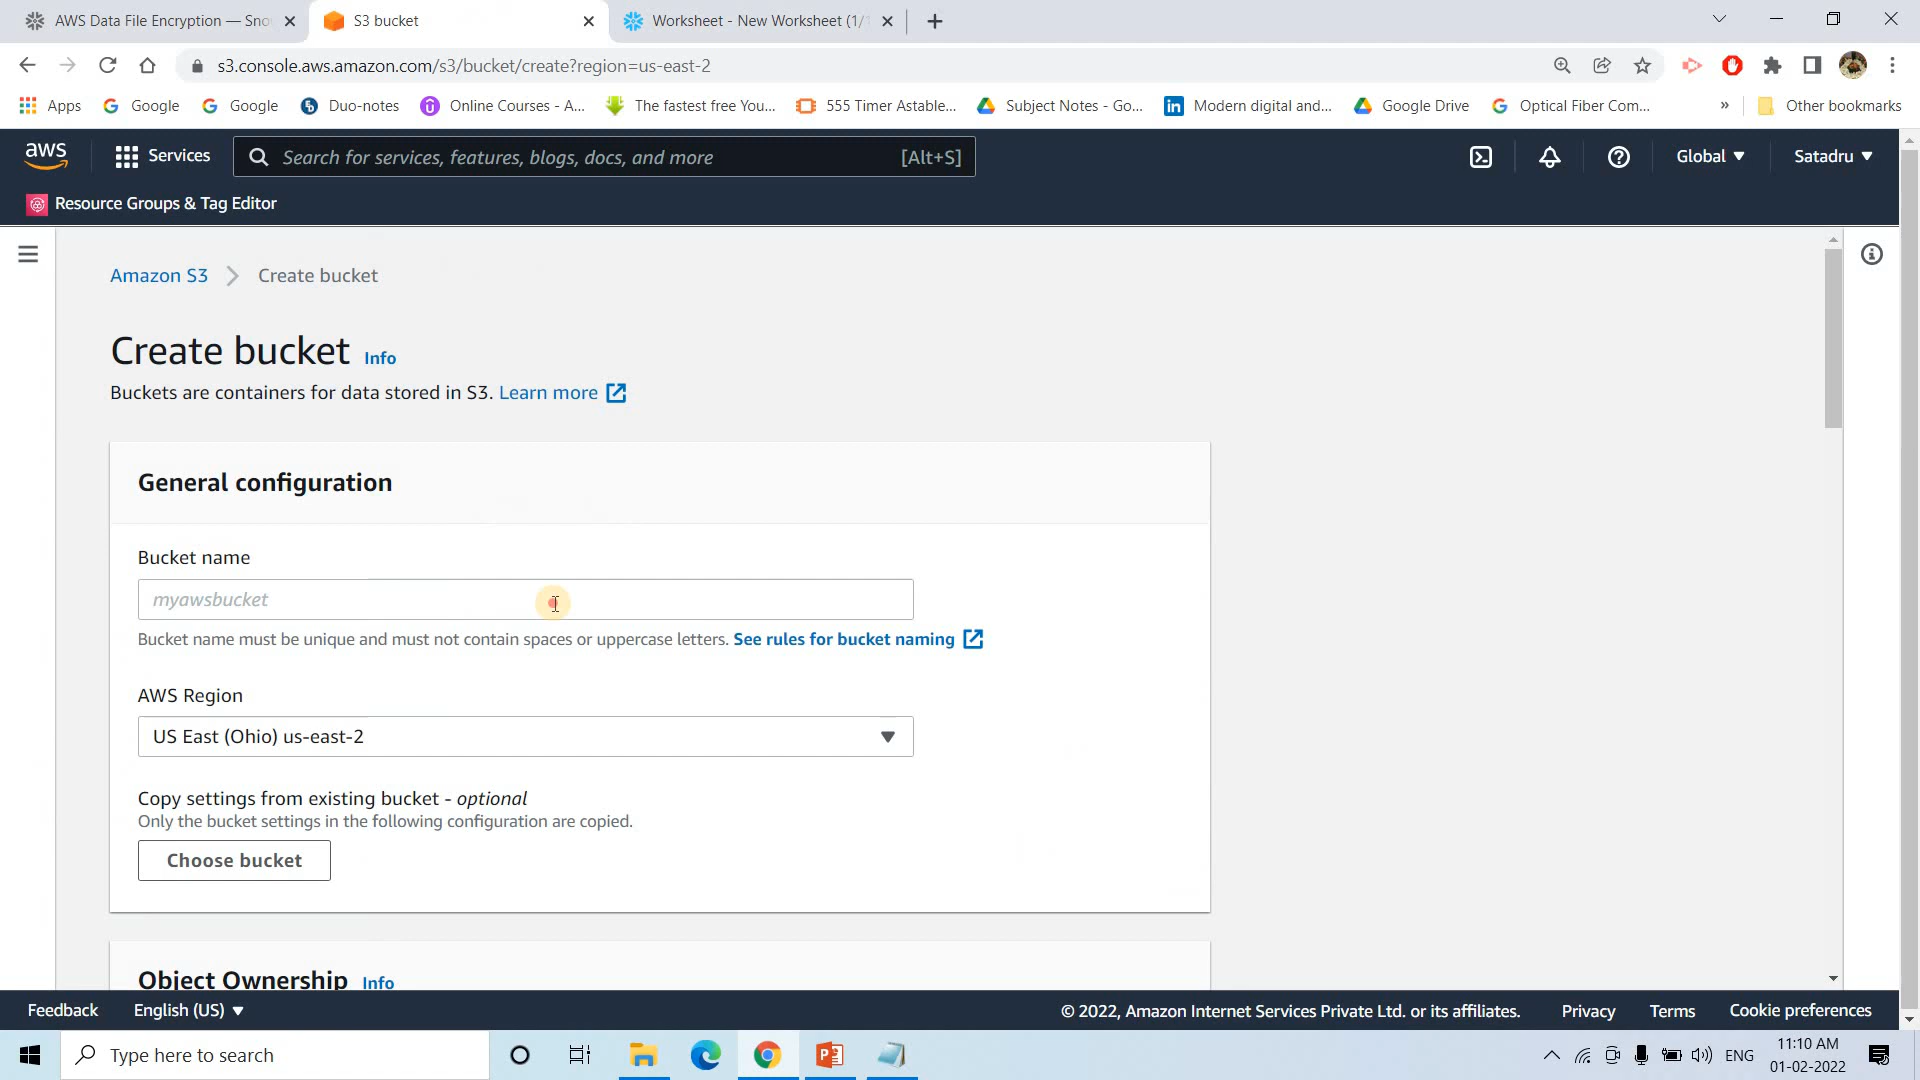 AWS Data File Encryption — Sno
S3 bucket
Worksheet - New Worksheet (1/
s3.console.aws.amazon.com/s3/bucket/create?region=us-east-2
Apps
Google
Google
Duo-notes
Online Courses - A...
The fastest free You...
555 Timer Astable...
Subject Notes - Go...
Modern digital and...
Google Drive
Optical Fiber Com...
»
Other bookmarks
aws
Services
Search for services, features, blogs, docs, and more
[Alt+S]
Global
Satadru
Resource Groups & Tag Editor
Amazon S3
Create bucket
Create bucket Info
Buckets are containers for data stored in S3. Learn more
General configuration
Bucket name
myawsbucket
Bucket name must be unique and must not contain spaces or uppercase letters. See rules for bucket naming
AWS Region
US East (Ohio) us-east-2
Copy settings from existing bucket - optional
Only the bucket settings in the following configuration are copied.
Choose bucket
Object Ownership Info
Feedback
English (US)
© 2022, Amazon Internet Services Private Ltd. or its affiliates.
Privacy
Terms
Cookie preferences
Type here to search
ENG
11:10 AM
01-02-2022